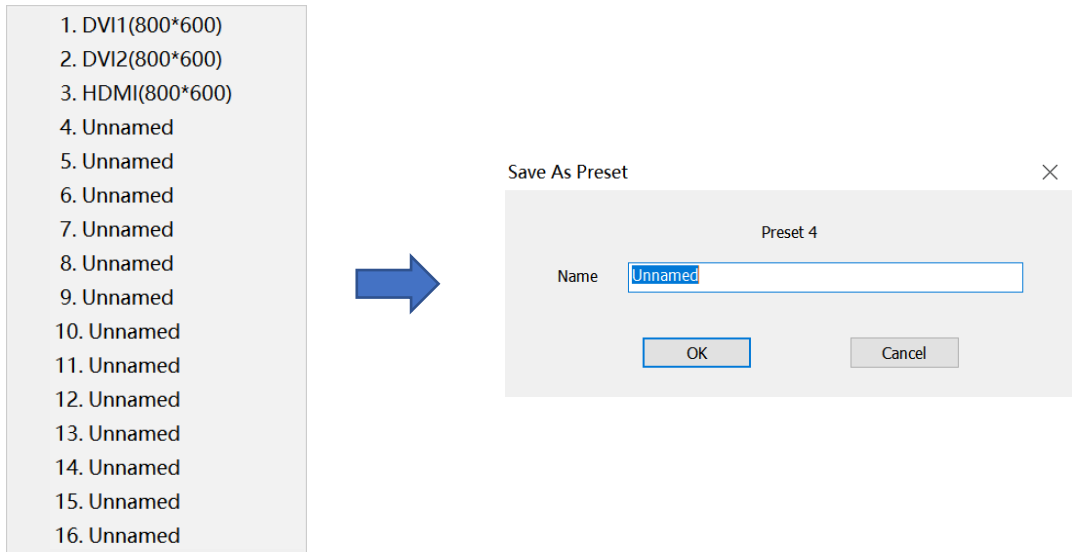 1. DVI1(800*600)
2. DVI2(800*600)
3. HDMI(800*600)
4. Unnamed
5. Unnamed
6. Unnamed
7. Unnamed
8. Unnamed
9. Unnamed
10. Unnamed
11. Unnamed
12. Unnamed
13. Unnamed
14. Unnamed
15. Unnamed
16. Unnamed
Save As Preset
Preset 4
Name Unnamed
OK Cancel